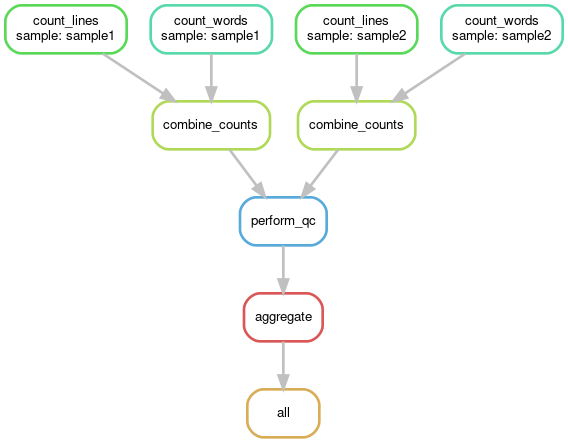 count_lines
sample: sample1
count_words
sample: sample1
count_lines
sample: sample2
count_words
sample: sample2
combine_counts
combine_counts
perform_qc
aggregate
all